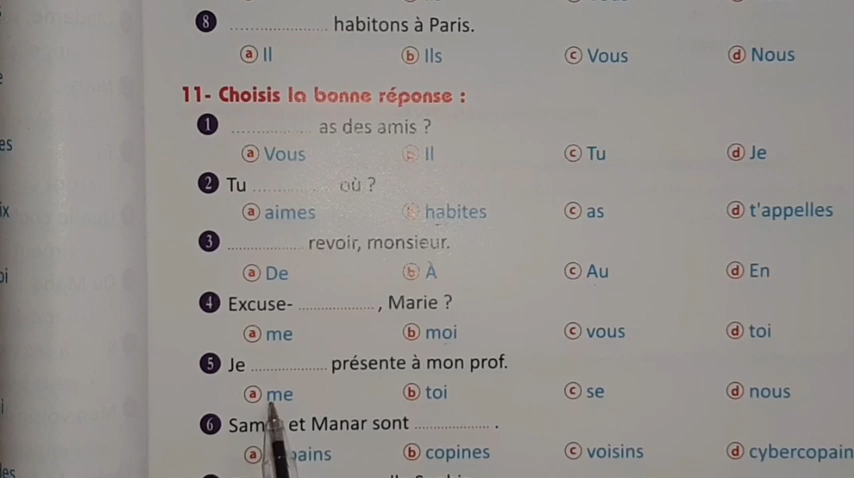 8 .................... habitons à Paris.
a Il b Ils c Vous d Nous
11- Choisis la bonne réponse :
1 ................ as des amis ?
a Vous b Il c Tu d Je
2 Tu ................ où ?
a aimes b habites c as d t'appelles
3 ................ revoir, monsieur.
a De b À c Au d En
4 Excuse- ................ , Marie ?
a me b moi c vous d toi
5 Je ................ présente à mon prof.
a me b toi c se d nous
6 et Manar sont ................ .
a b copines c voisins d cybercopain